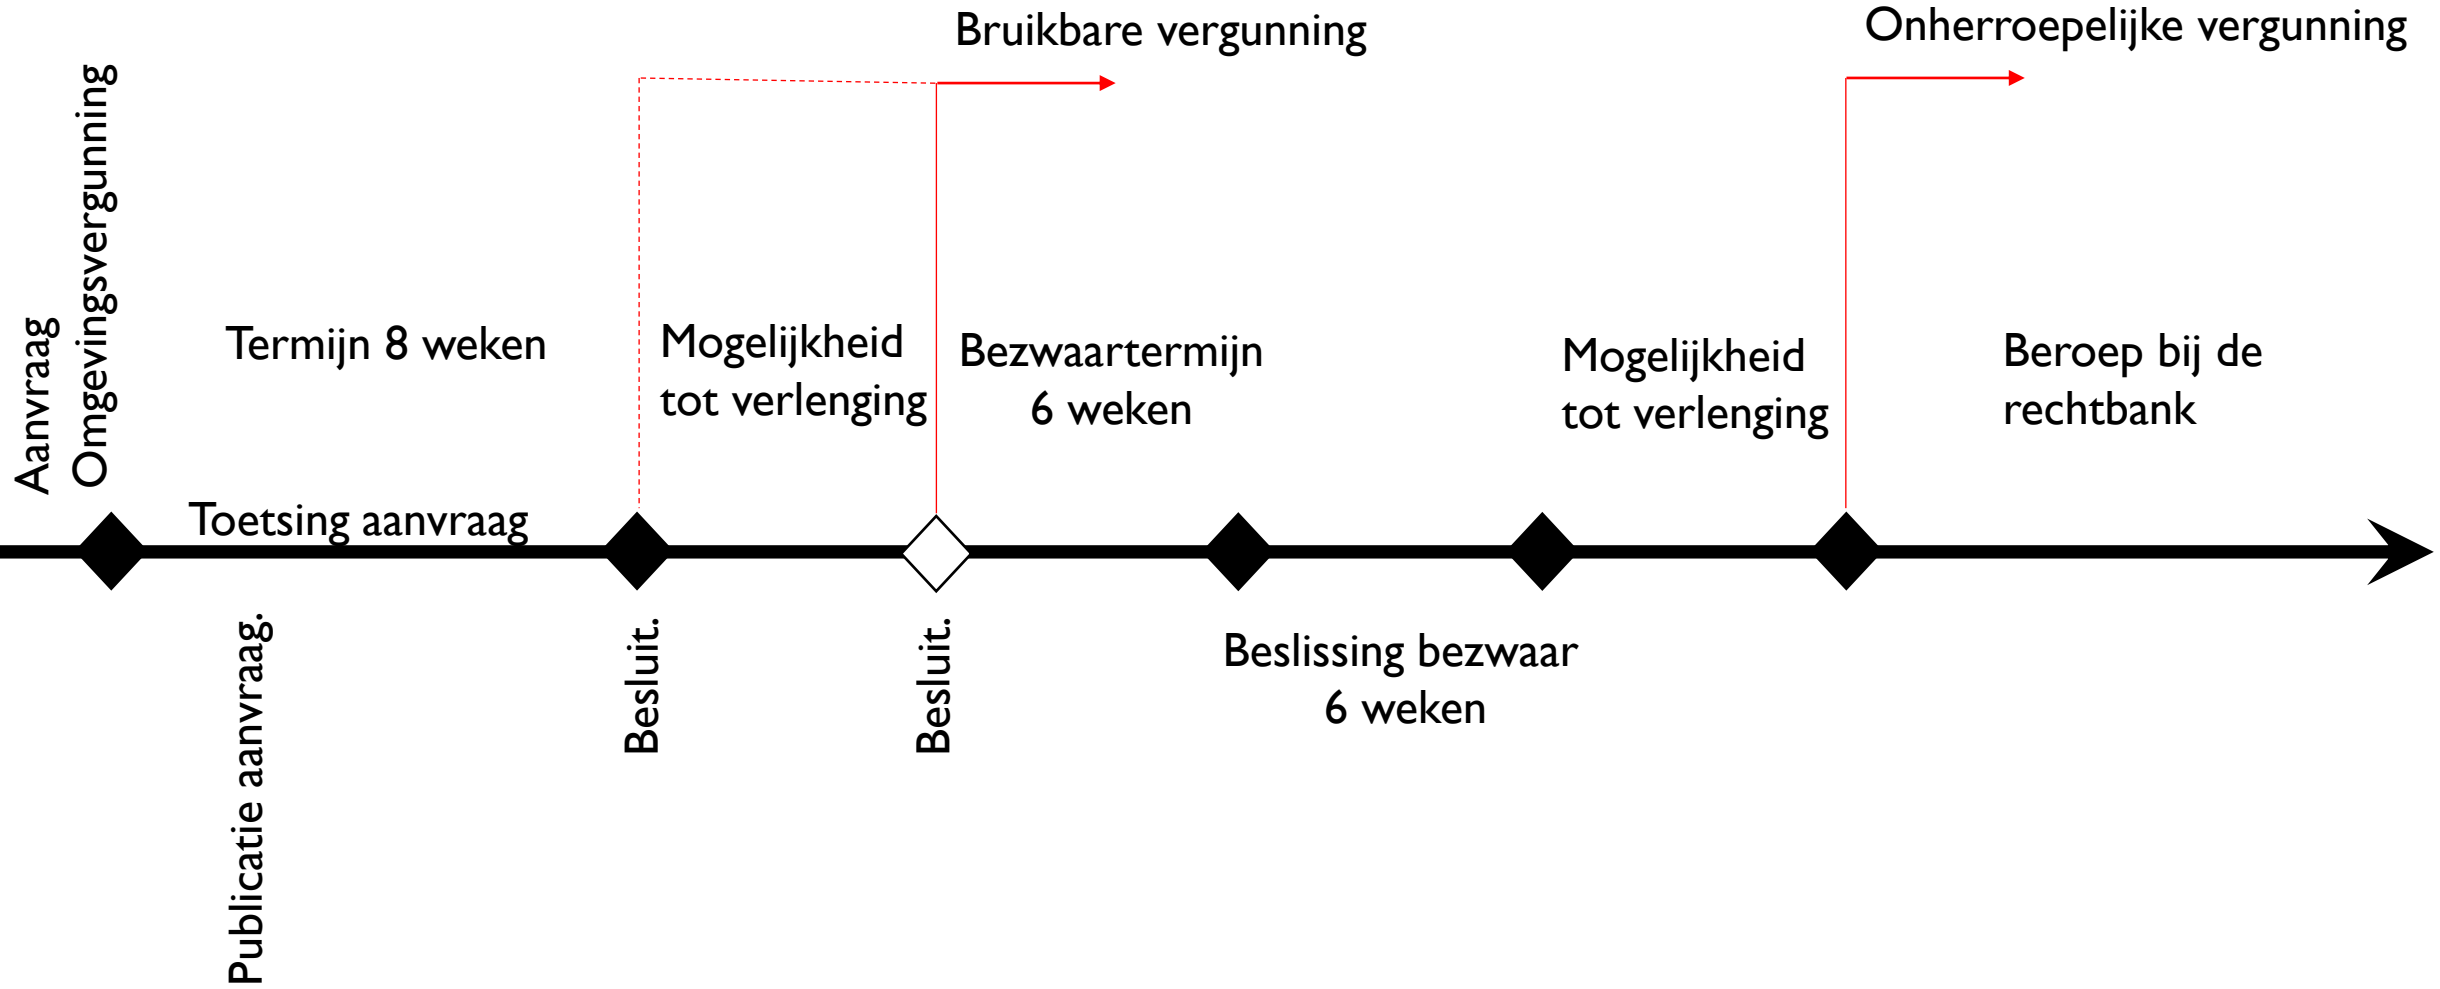 Bruikbare vergunning
Onherroepelijke vergunning
Aanvraag
Omgevingsvergunning
Termijn 8 weken
Mogelijkheid
tot verlenging
Bezwaartermijn
6 weken
Mogelijkheid
tot verlenging
Beroep bij de
rechtbank
Toetsing aanvraag
Publicatie aanvraag.
Besluit.
Besluit.
Beslissing bezwaar
6 weken